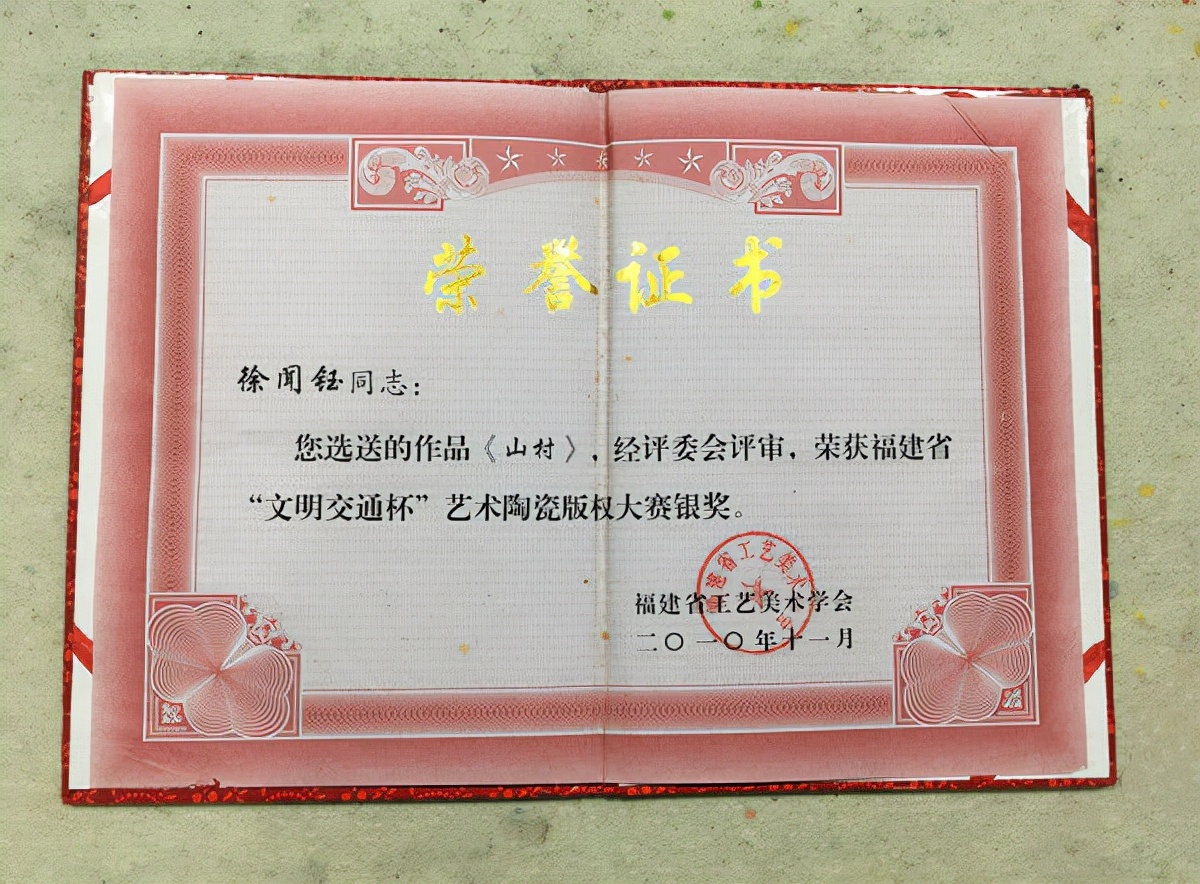 荣誉证书
徐闻钰同志：
您选送的作品《山村》，经评委会评审，荣获福建省
“文明交通杯”艺术陶瓷版权大赛银奖。
福建省工艺美术学会
二〇一〇年十一月